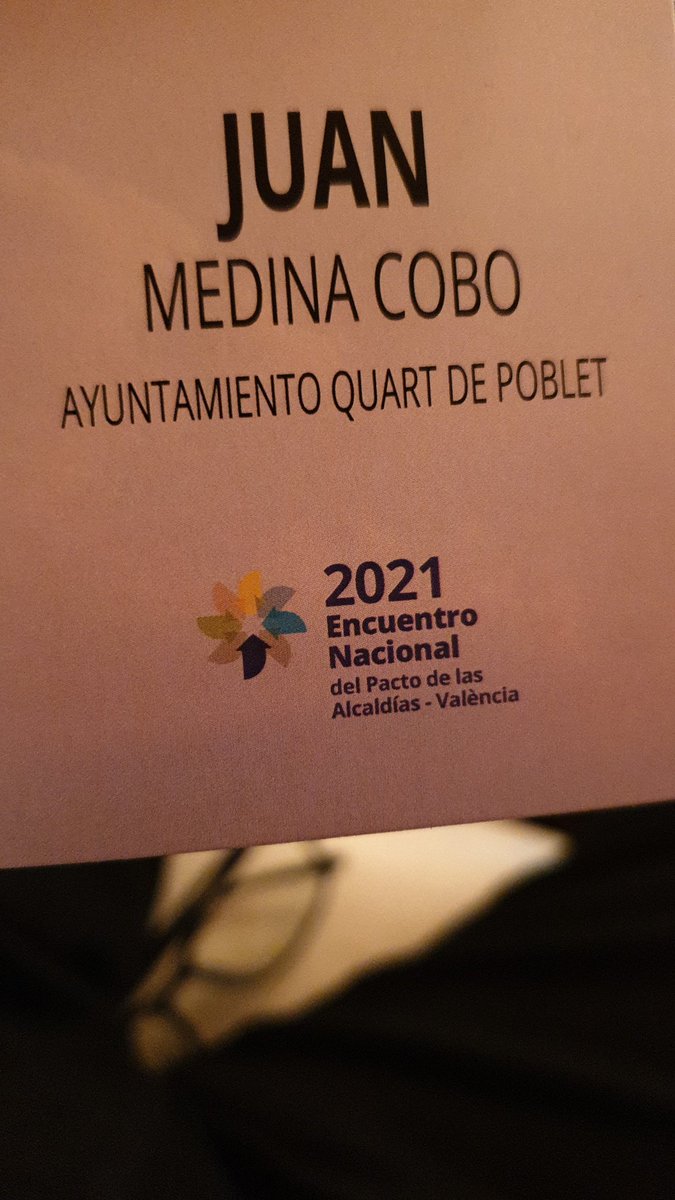 JUAN
MEDINA COBO
AYUNTAMIENTO QUART DE POBLET
2021
Encuentro
Nacional
del Pacto de las
Alcaldías - València